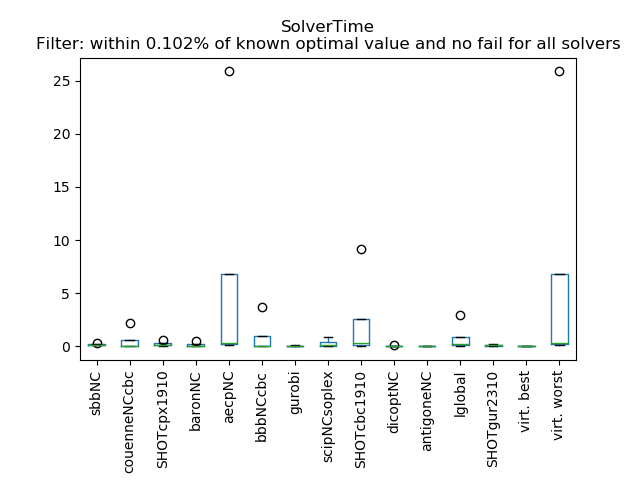 SolverTime
Filter: within 0.102% of known optimal value and no fail for all solvers
25
20
15
10
5
0
sbbNC
couenneNCcbc
SHOTcpx1910
baronNC
aecpNC
bbbNCcbc
gurobi
scipNCsoplex
SHOTcbc1910
dicoptNC
antigoneNC
lglobal
SHOTgur2310
virt. best
virt. worst